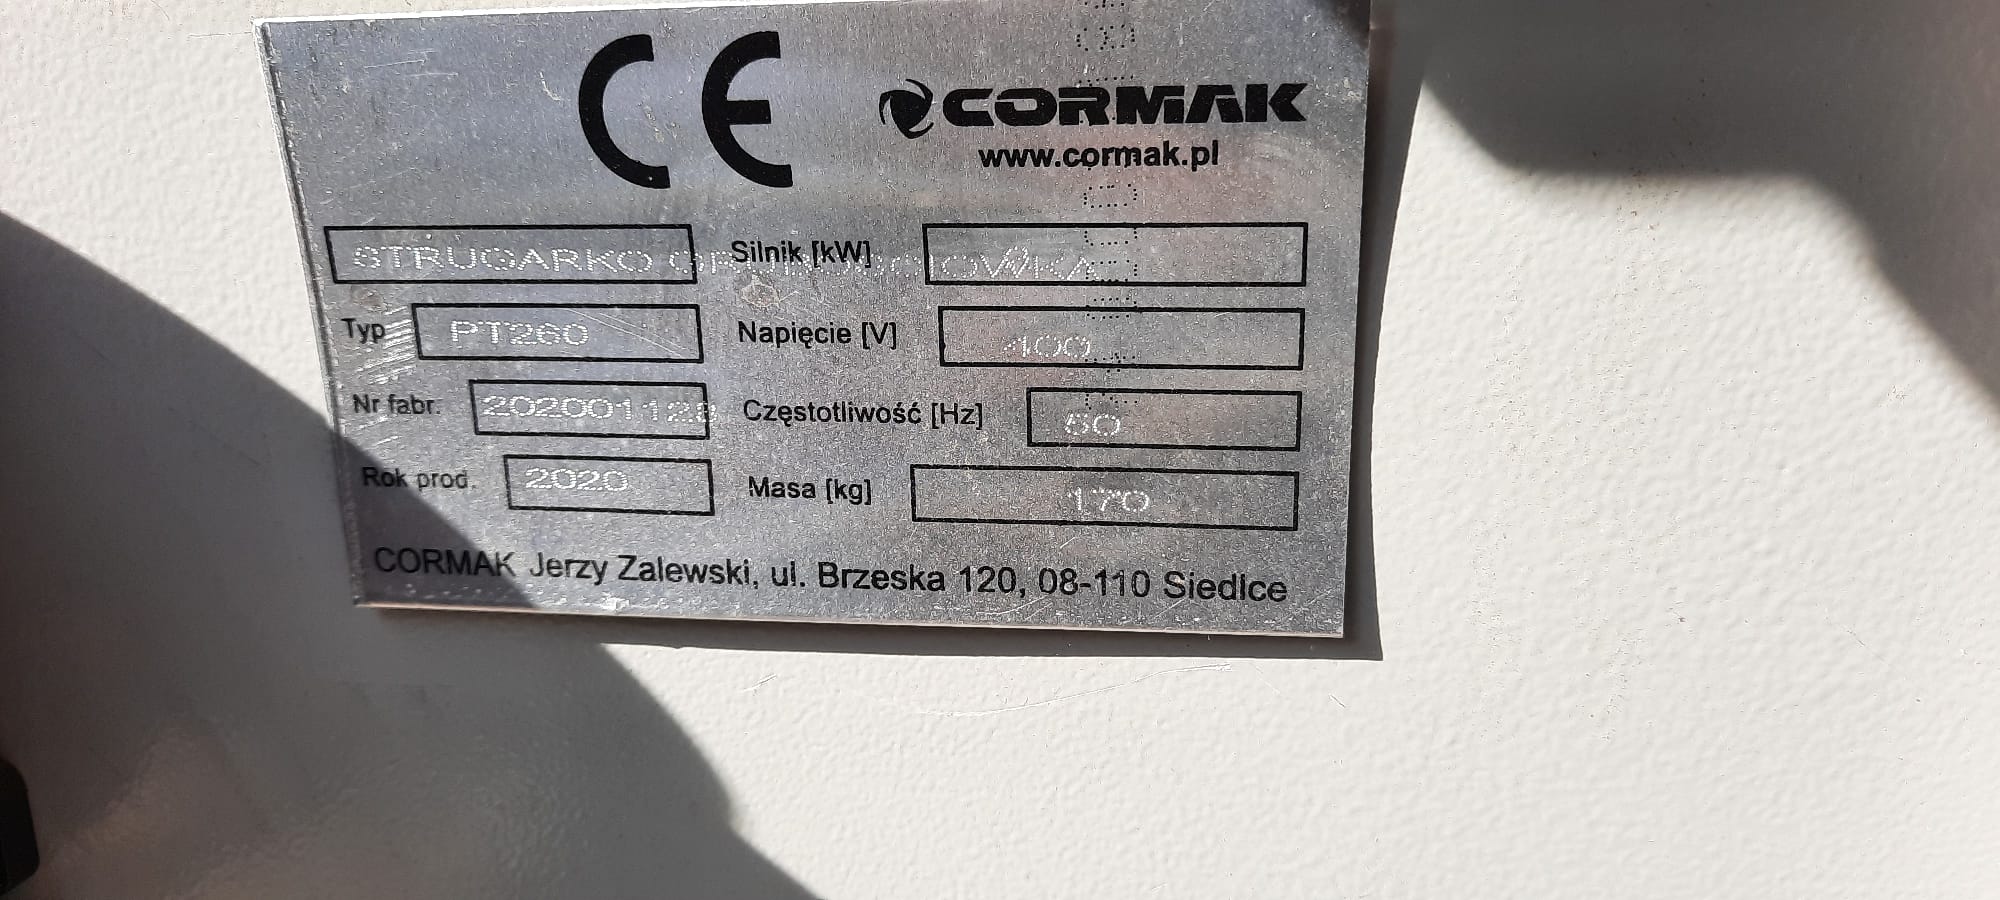 CE
CORMAK
www.cormak.pl
STRUGARKO Silnik [kW]
Typ PT260 Napięcie [V] 400
Nr fabr. 20200112 Częstotliwość [Hz] 50
Rok prod. 2020 Masa [kg] 170
CORMAK Jerzy Zalewski, ul. Brzeska 120, 08-110 Siedlce